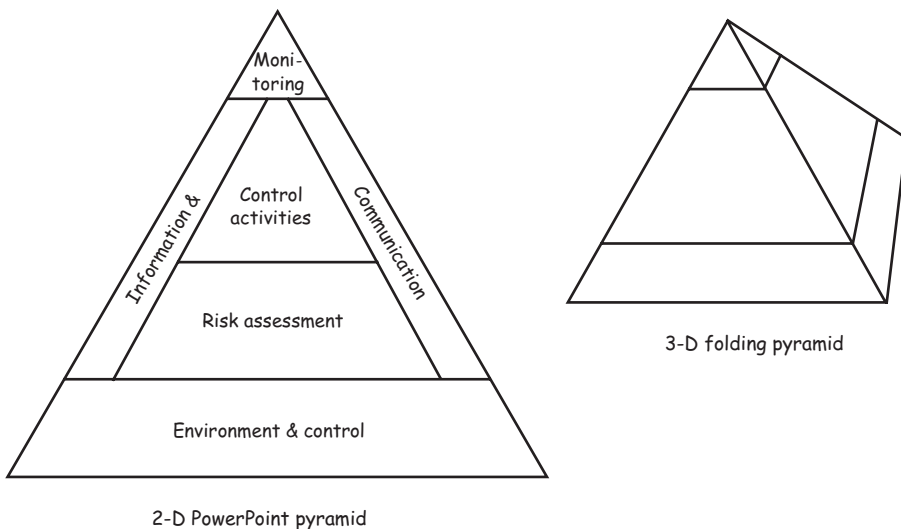 Moni-
toring
Control
activities
Information &
Communication
Risk assessment
Environment & control
2-D PowerPoint pyramid
3-D folding pyramid